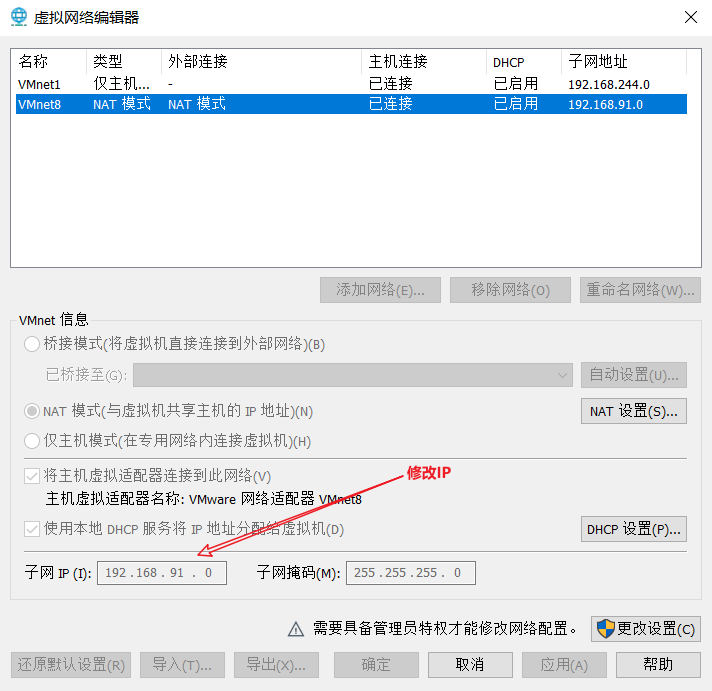 虚拟网络编辑器
名称 类型 外部连接 主机连接 DHCP 子网地址
VMnet1 仅主机... - 已连接 已启用 192.168.244.0
VMnet8 NAT 模式 NAT 模式 已连接 已启用 192.168.91.0
添加网络(E)... 移除网络(O) 重命名网络(W)...
VMnet 信息
桥接模式(将虚拟机直接连接到外部网络)(B)
已桥接至(G): 自动设置(U)...
NAT 模式(与虚拟机共享主机的 IP 地址)(N) NAT 设置(S)...
仅主机模式(在专用网络内连接虚拟机)(H)
修改IP
将主机虚拟适配器连接到此网络(V)
主机虚拟适配器名称: VMware 网络适配器 VMnet8
使用本地 DHCP 服务将 IP 地址分配给虚拟机(D) DHCP 设置(P)...
子网 IP (I): 192.168.91.0 子网掩码(M): 255.255.255.0
需要具备管理员特权才能修改网络配置。 更改设置(C)
还原默认设置(R) 导入(T)... 导出(X)... 确定 取消 应用(A) 帮助